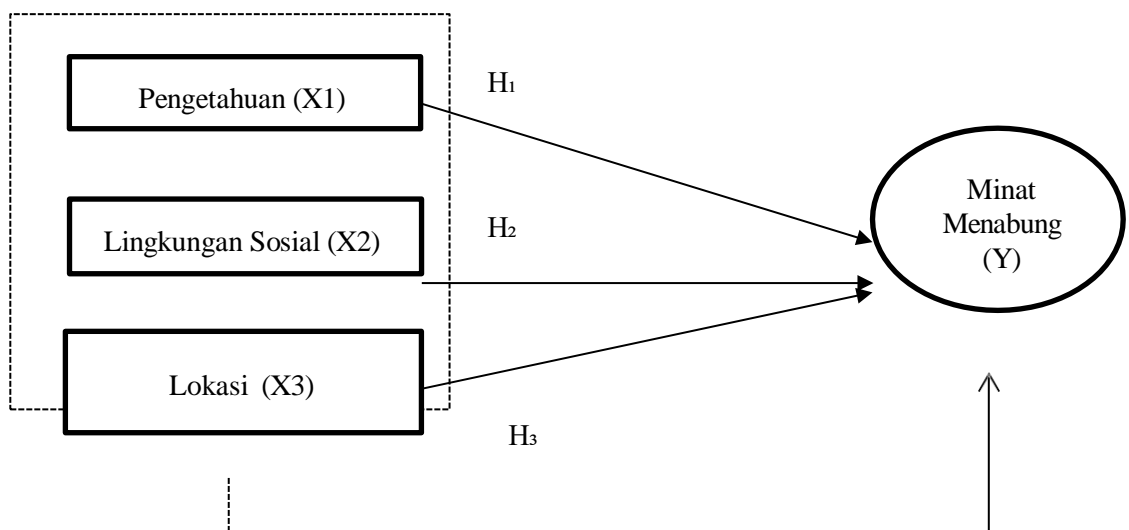 Pengetahuan (X1)
H₁
Lingkungan Sosial (X2)
H₂
Minat
Menabung
(Y)
Lokasi (X3)
H₃